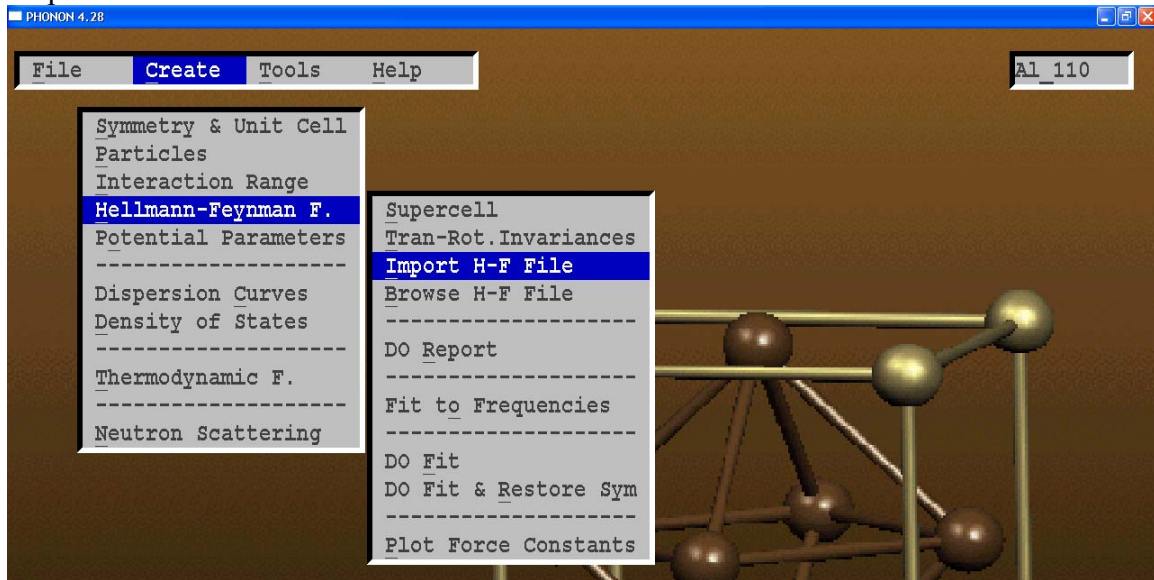 PHONON 4.28
File Create Tools Help
Al_110
Symmetry & Unit Cell
Particles
Interaction Range
Hellmann-Feynman F.
Potential Parameters
--------------------
Dispersion Curves
Density of States
--------------------
Thermodynamic F.
--------------------
Neutron Scattering
Supercell
Tran-Rot.Invariances
Import H-F File
Browse H-F File
--------------------
DO Report
--------------------
Fit to Frequencies
--------------------
DO Fit
DO Fit & Restore Sym
--------------------
Plot Force Constants